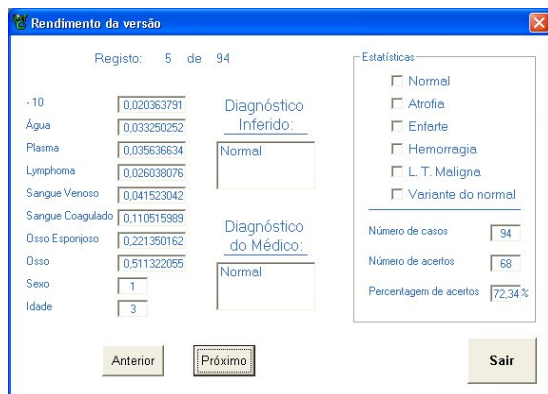 Rendimento da versão
Registo: 5 de 94
- 10 0,020363791
Água 0,033250252
Plasma 0,035636634
Lymphoma 0,026038076
Sangue Venoso 0,041523042
Sangue Coagulado 0,110515989
Osso Esponjoso 0,221350162
Osso 0,511322055
Sexo 1
Idade 3
Diagnóstico
Inferido:
Normal
Diagnóstico
do Médico:
Normal
Estatísticas
Normal
Atrofia
Enfarte
Hemorragia
L. T. Maligna
Variante do normal
Número de casos 94
Número de acertos 68
Percentagem de acertos 72,34 %
Anterior
Próximo
Sair